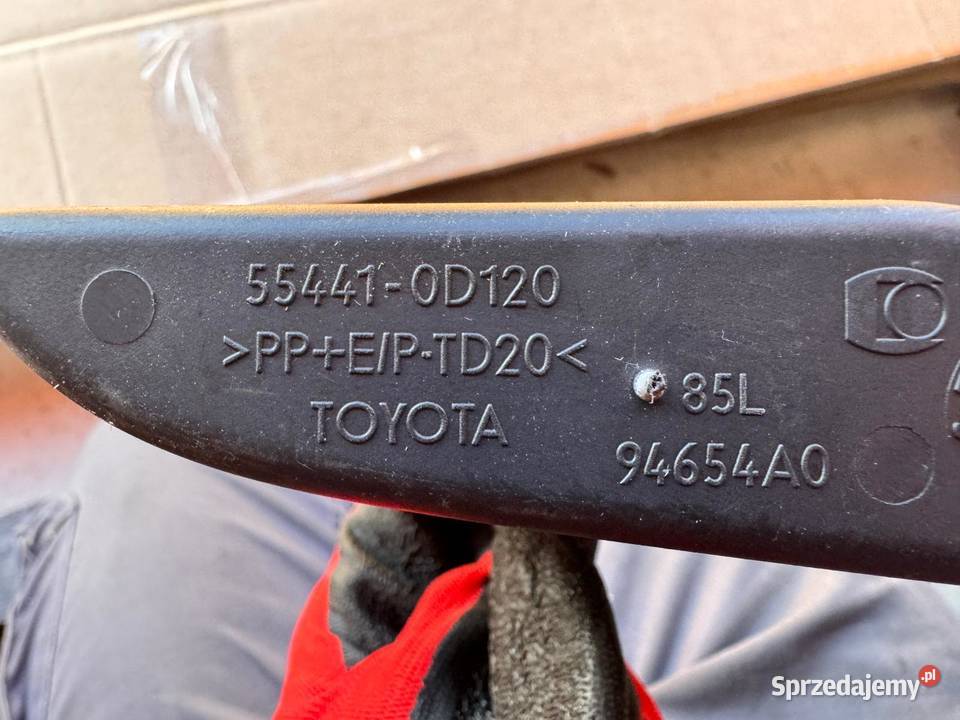 55441-0D120
>PP+E/P-TD20<
TOYOTA
85L
94654A0
Sprzedajemy.pl